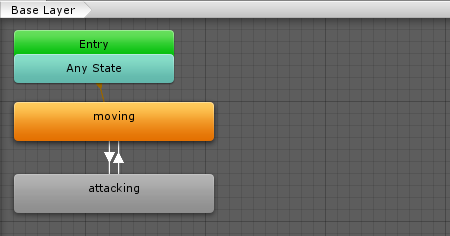 Base Layer
Entry
Any State
moving
attacking